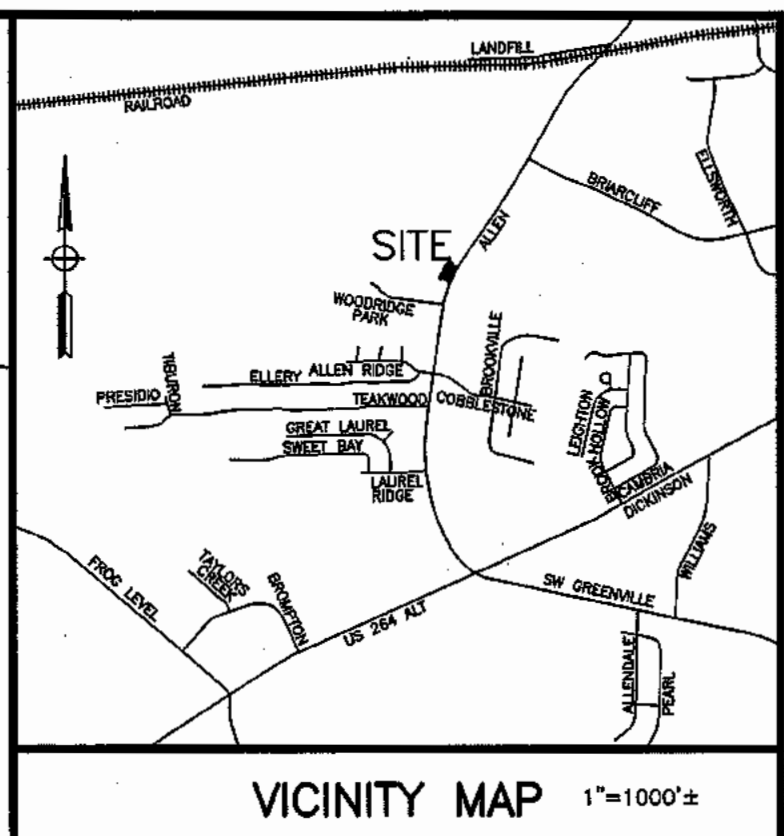 LANDFILL
RAILROAD
ELLSWORTH
BRIARCLIFF
ALLEN
SITE
WOODRIDGE
PARK
BROOKVILLE
ALLEN RIDGE
ELLERY
TIBURON
PRESIDIO
TEAKWOOD
COBBLESTONE
LEIGHTON
BROOK HOLLOW
GREAT LAUREL
SWEET BAY
LAUREL
RIDGE
CAMBRIA
DICKINSON
WILLIAMS
FROG LEVEL
TAYLORS
CREEK
BROMPTON
US 264 ALT
SW GREENVILLE
ALLENDALE
PEARL
VICINITY MAP 1"=1000'±